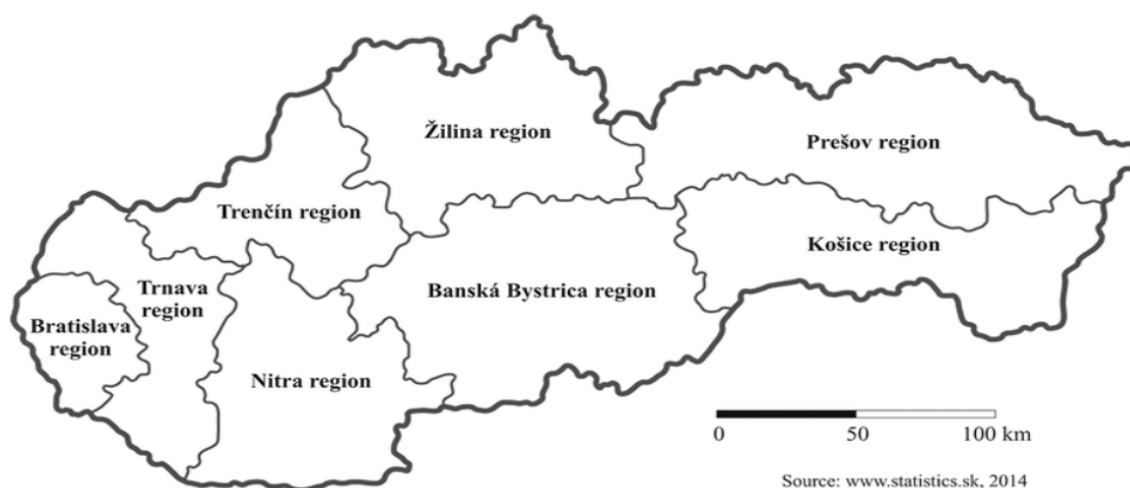 Žilina region
Prešov region
Trenčín region
Košice region
Trnava
region
Banská Bystrica region
Bratislava
region
Nitra region
0 50 100 km
Source: www.statistics.sk, 2014